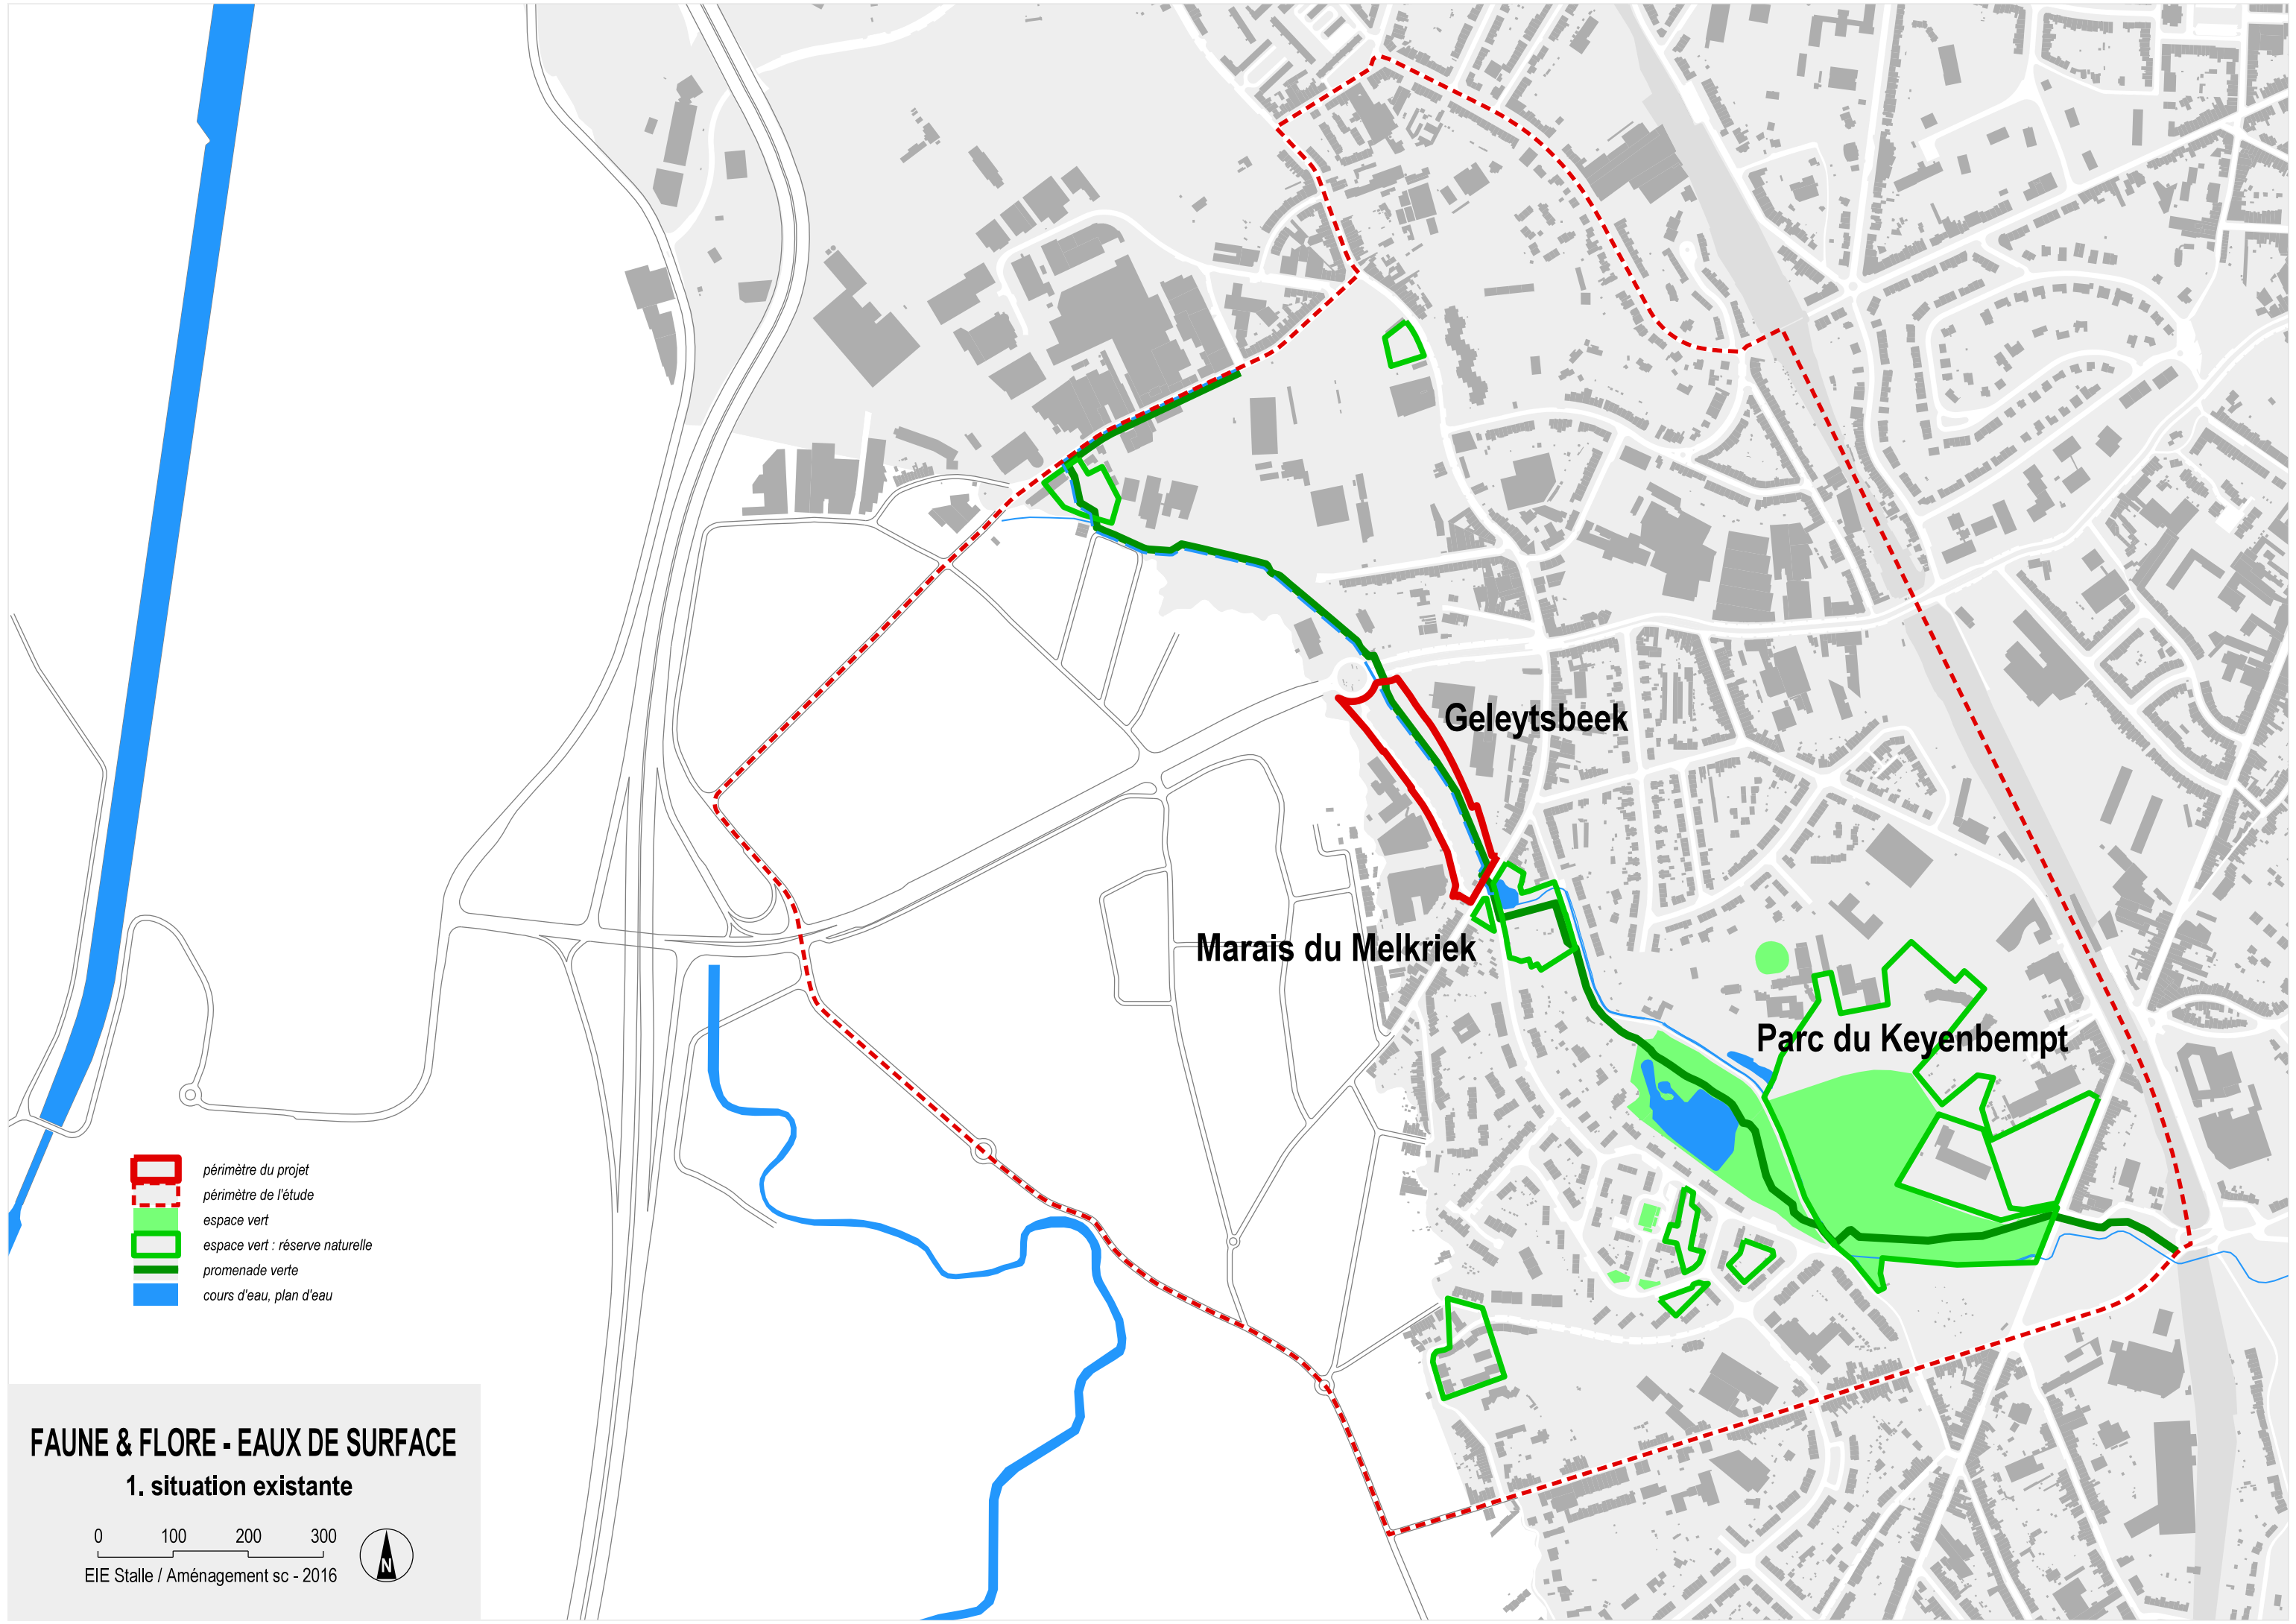 Geleytsbeek
Marais du Melkriek
Parc du Keyenbempt
périmètre du projet
périmètre de l'étude
espace vert
espace vert : réserve naturelle
promenade verte
cours d'eau, plan d'eau
FAUNE & FLORE - EAUX DE SURFACE
1. situation existante
0 100 200 300
N
EIE Stalle / Aménagement sc - 2016